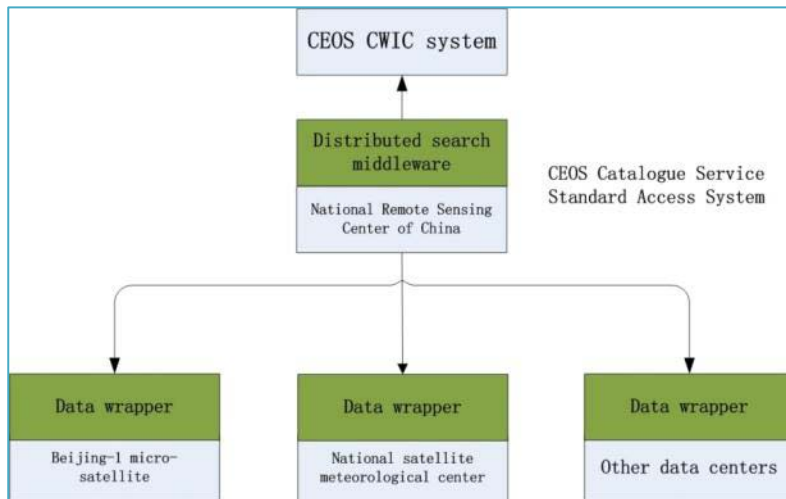 CEOS CWIC system
Distributed search
middleware
National Remote Sensing
Center of China
CEOS Catalogue Service
Standard Access System
Data wrapper
Beijing-1 micro-
satellite
Data wrapper
National satellite
meteorological center
Data wrapper
Other data centers